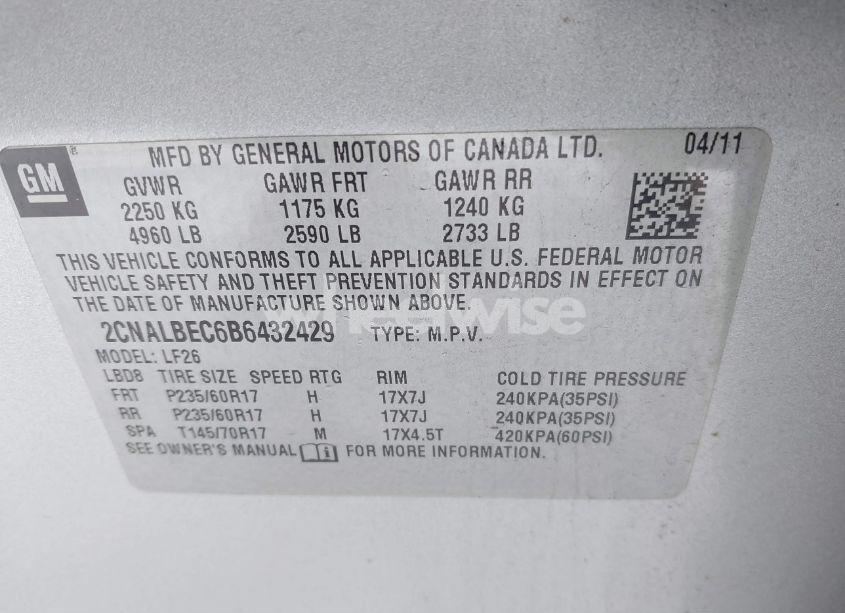 GM
MFD BY GENERAL MOTORS OF CANADA LTD. 04/11
GVWR GAWR FRT GAWR RR
2250 KG 1175 KG 1240 KG
4960 LB 2590 LB 2733 LB
THIS VEHICLE CONFORMS TO ALL APPLICABLE U.S. FEDERAL MOTOR
VEHICLE SAFETY AND THEFT PREVENTION STANDARDS IN EFFECT ON
THE DATE OF MANUFACTURE SHOWN ABOVE.
wheelwise
2CNALBEC6B6432429 TYPE: M.P.V.
MODEL: LF26
LBD8 TIRE SIZE SPEED RTG RIM COLD TIRE PRESSURE
FRT P235/60R17 H 17X7J 240KPA(35PSI)
RR P235/60R17 H 17X7J 240KPA(35PSI)
SPA T145/70R17 M 17X4.5T 420KPA(60PSI)
SEE OWNER'S MANUAL FOR MORE INFORMATION.